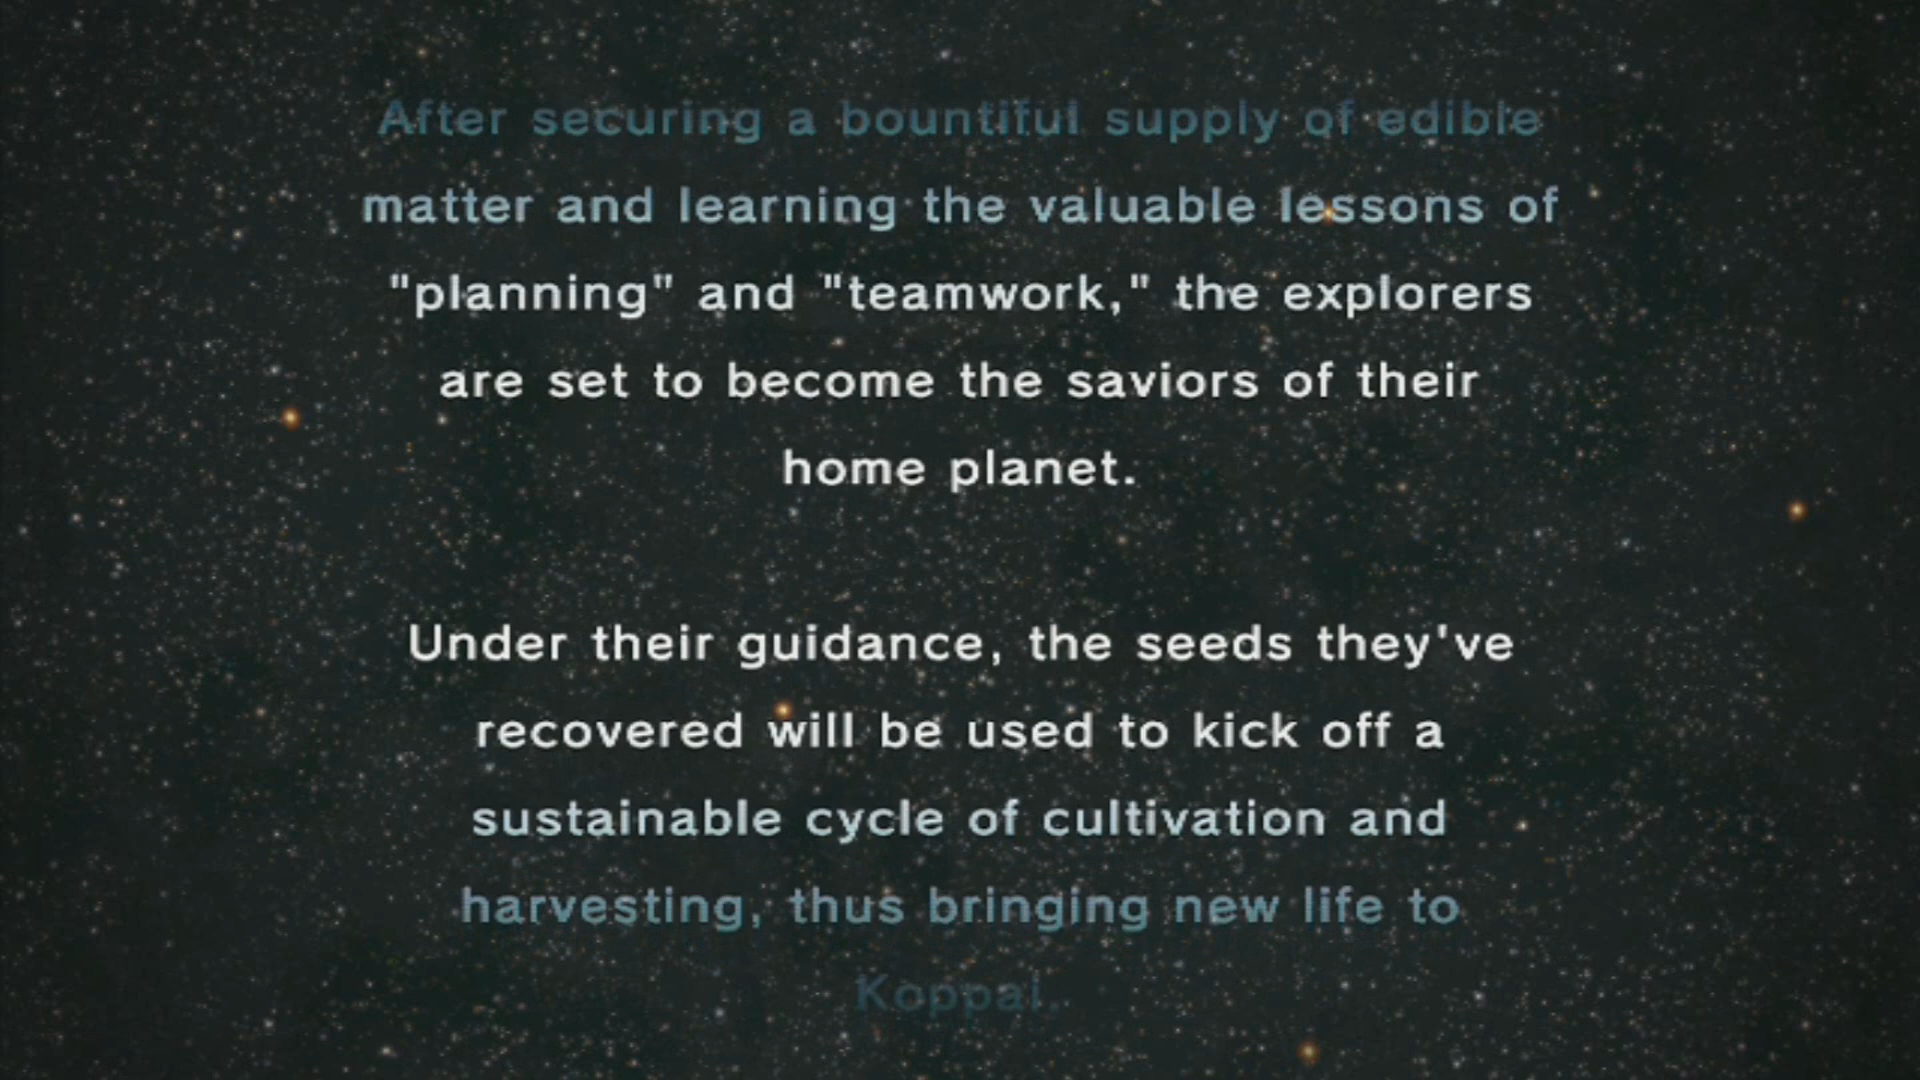 After securing a bountiful supply of edible
matter and learning the valuable lessons of
"planning" and "teamwork," the explorers
are set to become the saviors of their
home planet.
Under their guidance, the seeds they've
recovered will be used to kick off a
sustainable cycle of cultivation and
harvesting, thus bringing new life to
Koppai.